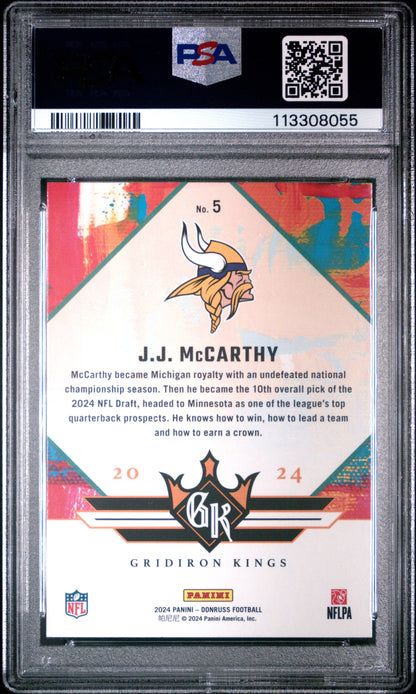 PSA
113308055
No. 5
J.J. McCARTHY
McCarthy became Michigan royalty with an undefeated national
championship season. Then he became the 10th overall pick of the
2024 NFL Draft, headed to Minnesota as one of the league's top
quarterback prospects. He knows how to win, how to lead a team
and how to earn a crown.
20 24
GK
GRIDIRON KINGS
PANINI
NFL
2024 PANINI – DONRUSS FOOTBALL
帕尼尼 © 2024 Panini America, Inc.
NFLPA